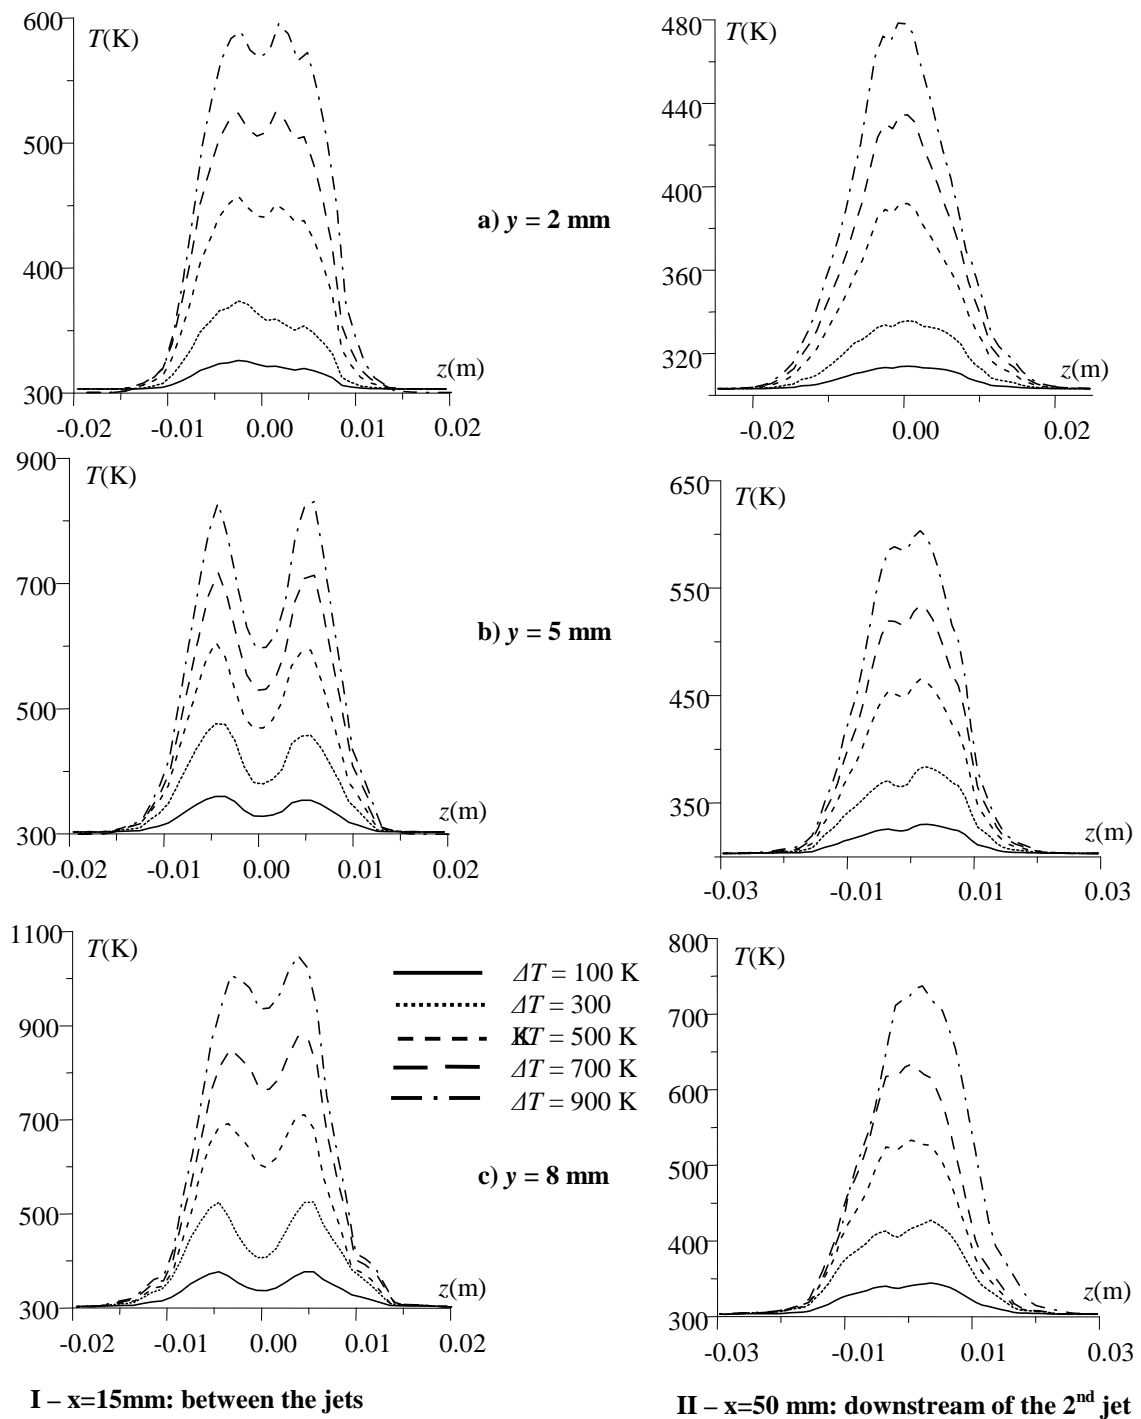 600
T(K)
500
400
300
z(m)
-0.02 -0.01 0.00 0.01 0.02
480
T(K)
440
400
360
320
z(m)
-0.02 0.00 0.02
a) y = 2 mm
900
T(K)
700
500
300
z(m)
-0.02 -0.01 0.00 0.01 0.02
650
T(K)
550
450
350
z(m)
-0.03 -0.01 0.01 0.03
b) y = 5 mm
1100
T(K)
900
700
500
300
z(m)
-0.02 -0.01 0.00 0.01 0.02
ΔT = 100 K
ΔT = 300
K
ΔT = 500 K
ΔT = 700 K
ΔT = 900 K
c) y = 8 mm
800
T(K)
700
600
500
400
300
z(m)
-0.03 -0.01 0.01 0.03
I – x=15mm: between the jets
II – x=50 mm: downstream of the 2nd jet